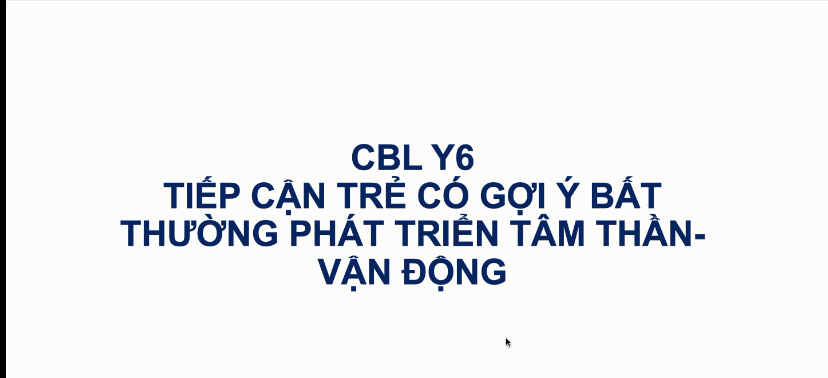 CBL Y6
TIẾP CẬN TRẺ CÓ GỢI Ý BẤT
THƯỜNG PHÁT TRIỂN TÂM THẦN-
VẬN ĐỘNG